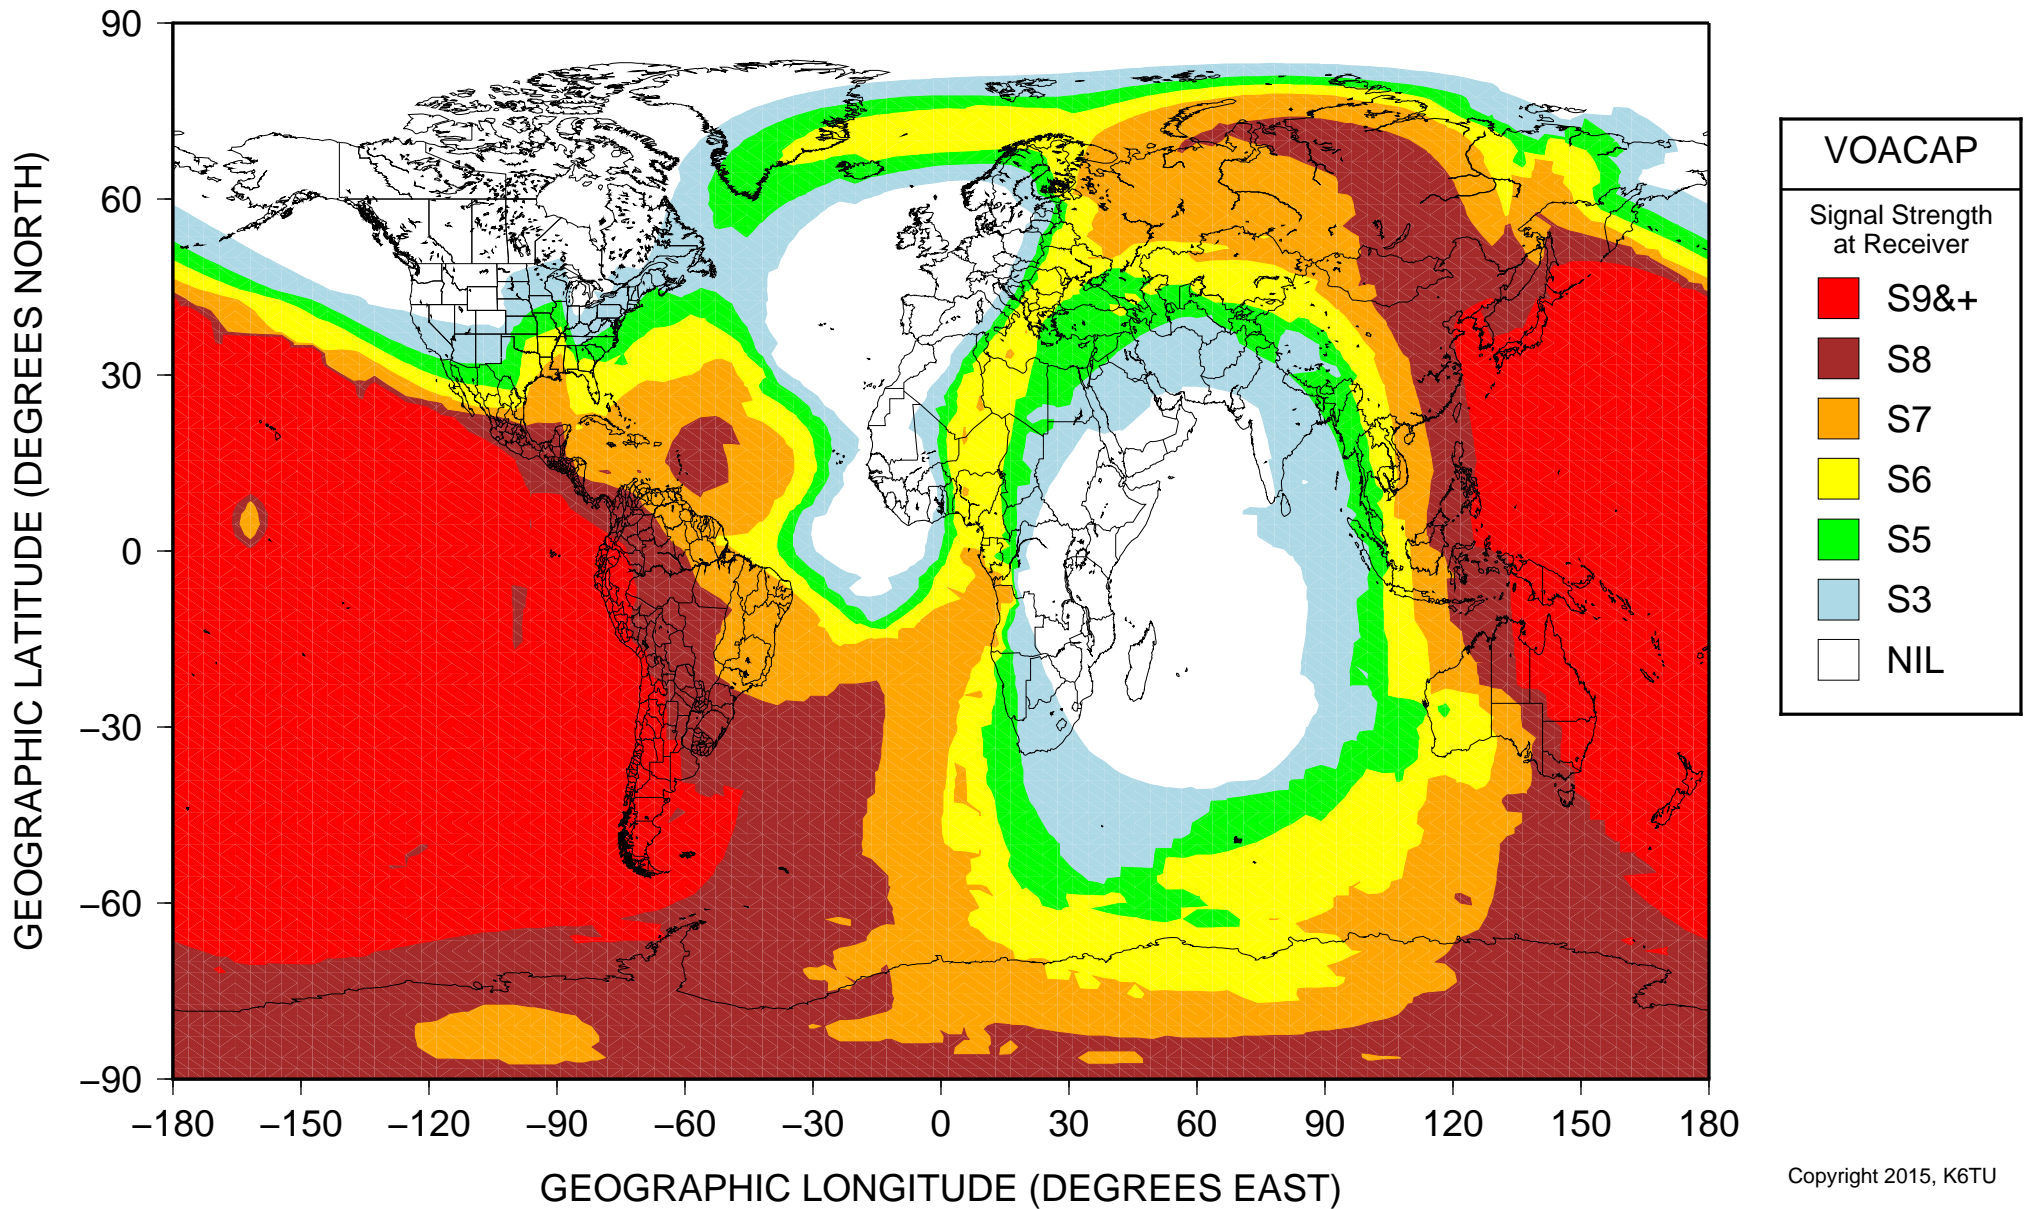 90
60
30
0
−30
−60
−90
GEOGRAPHIC LATITUDE (DEGREES NORTH)
−180 −150 −120 −90 −60 −30 0 30 60 90 120 150 180
GEOGRAPHIC LONGITUDE (DEGREES EAST)
VOACAP
Signal Strength
at Receiver
S9&+
S8
S7
S6
S5
S3
NIL
Copyright 2015, K6TU